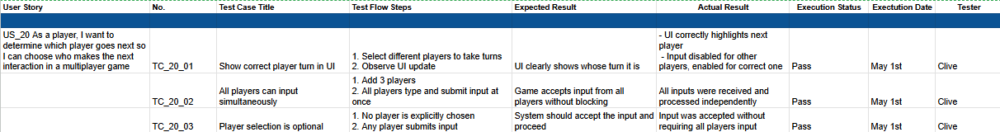 User Story No. Test Case Title Test Flow Steps Expected Result Actual Result Execution Status Execution Date Tester
US_20 As a player, I want to
determine which player goes next so
I can choose who makes the next
interaction in a multiplayer game
TC_20_01
Show correct player turn in UI
1. Select different players to take turns
2. Observe UI update
UI clearly shows whose turn it is
- UI correctly highlights next
player
- Input disabled for other
players, enabled for correct one
Pass
May 1st
Clive
TC_20_02
All players can input
simultaneously
1. Add 3 players
2. All players type and submit input at
once
Game accepts input from all
players without blocking
All inputs were received and
processed independently
Pass
May 1st
Clive
TC_20_03
Player selection is optional
1. No player is explicitly chosen
2. Any player submits input
System should accept the input and
proceed
Input was accepted without
requiring all players input
Pass
May 1st
Clive